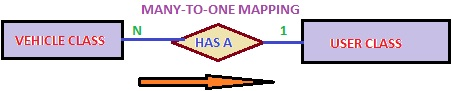 MANY-TO-ONE MAPPING
VEHICLE CLASS
N
HAS A
1
USER CLASS